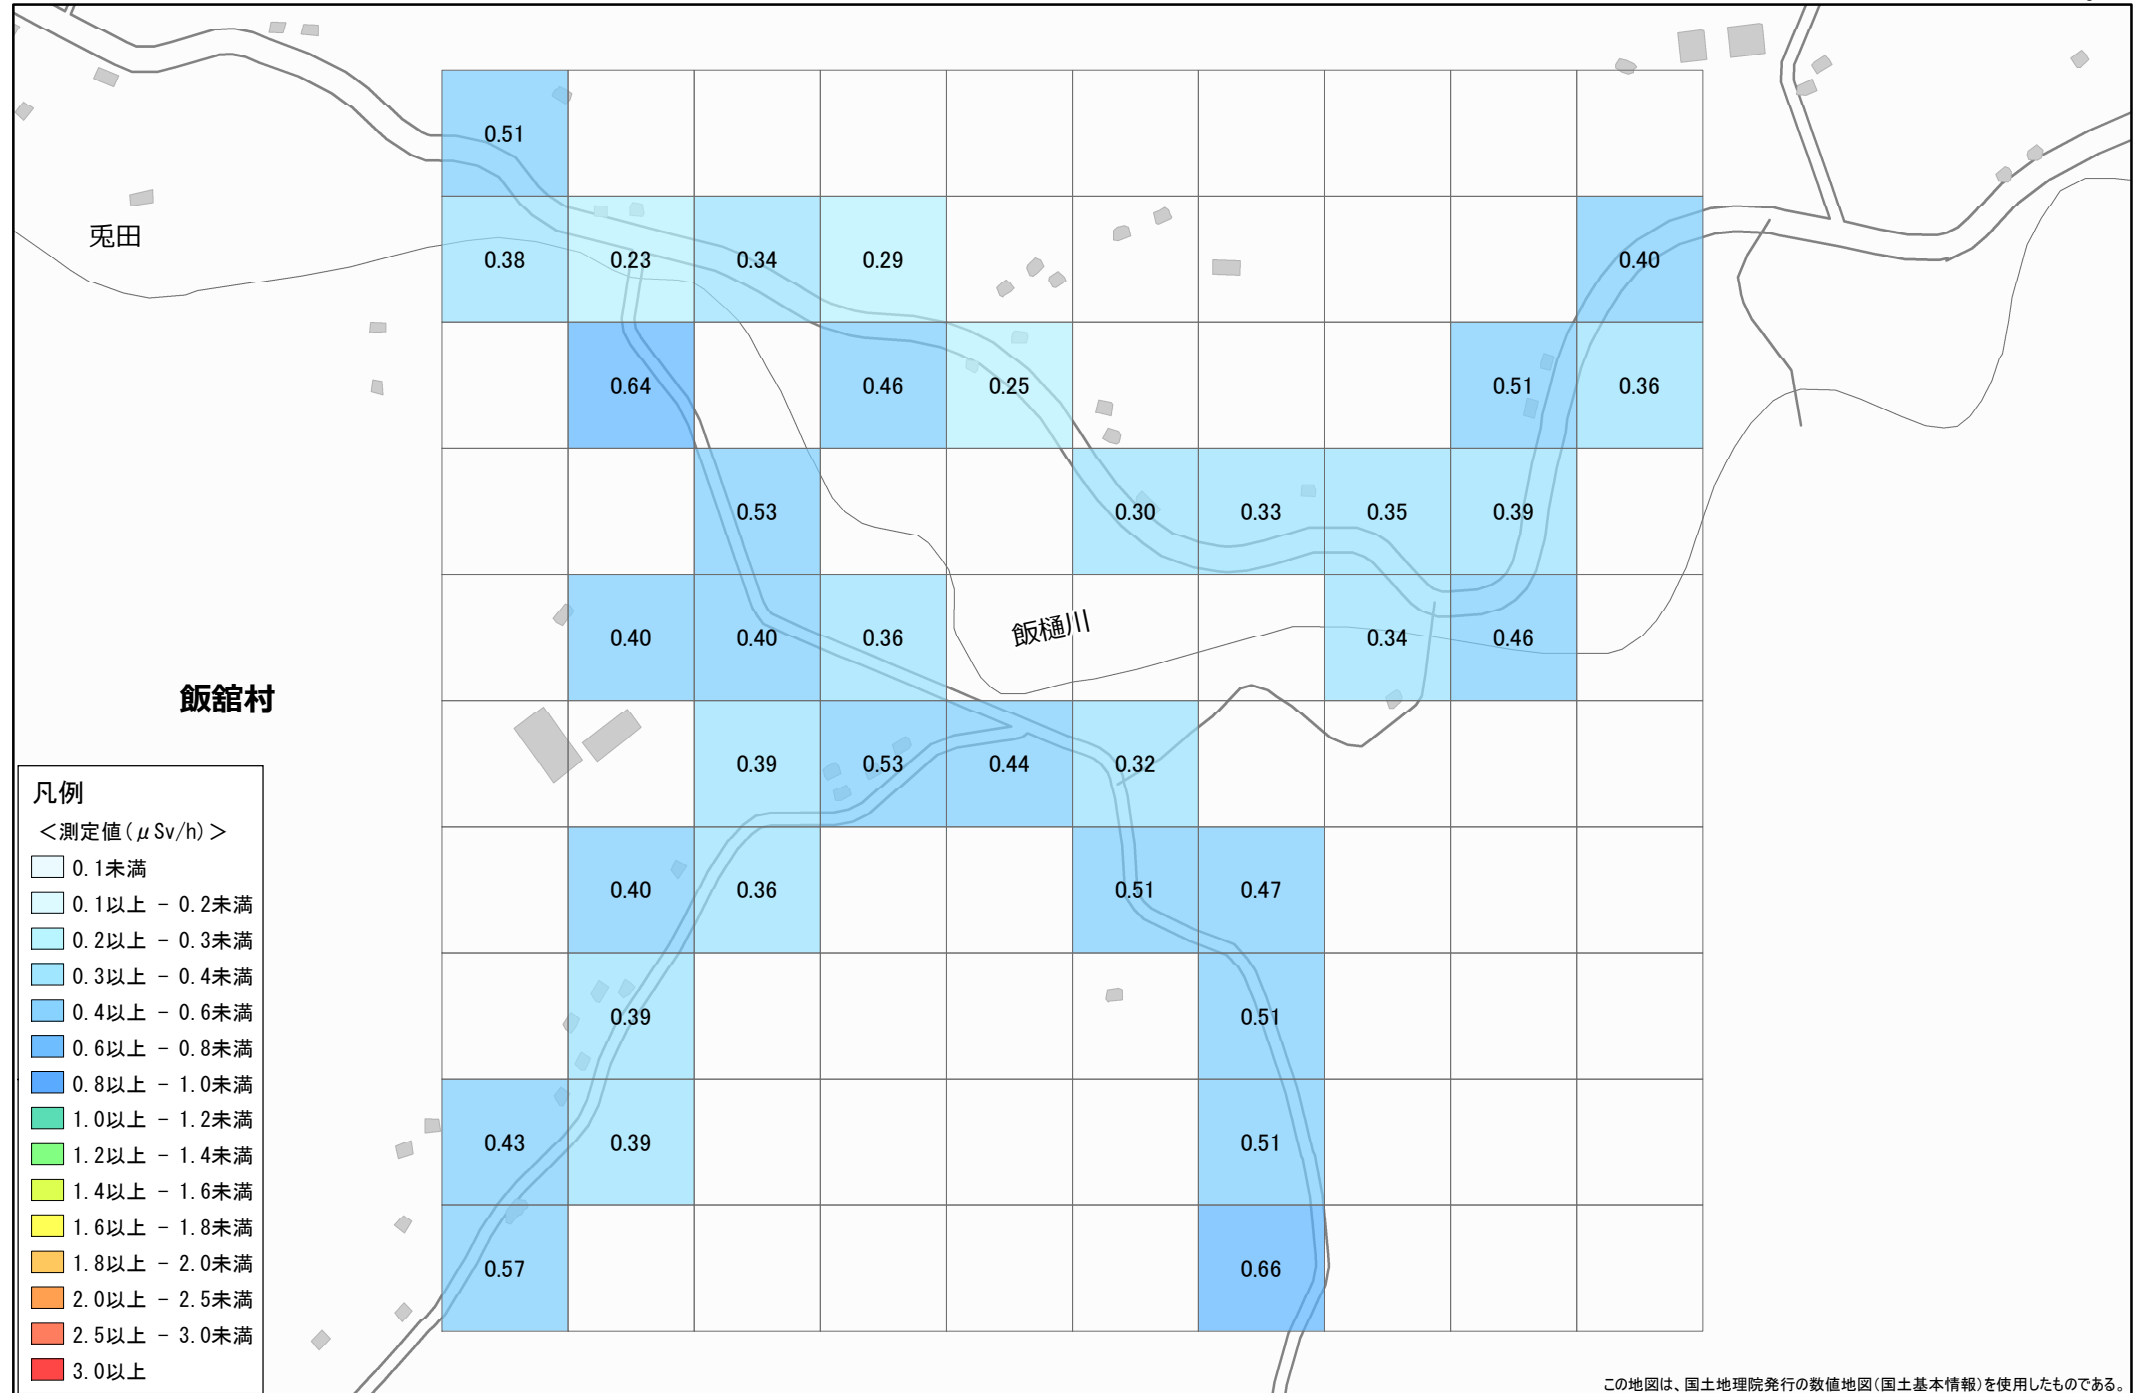 0.51
兎田
0.38 0.23 0.34 0.29 0.40
0.64 0.46 0.25 0.51 0.36
0.53 0.30 0.33 0.35 0.39
0.40 0.40 0.36 飯樋川 0.34 0.46
飯舘村
0.39 0.53 0.44 0.32
0.40 0.36 0.51 0.47
0.39 0.51
0.43 0.39 0.51
0.57 0.66
凡例
＜測定値(μSv/h)＞
0.1未満
0.1以上 － 0.2未満
0.2以上 － 0.3未満
0.3以上 － 0.4未満
0.4以上 － 0.6未満
0.6以上 － 0.8未満
0.8以上 － 1.0未満
1.0以上 － 1.2未満
1.2以上 － 1.4未満
1.4以上 － 1.6未満
1.6以上 － 1.8未満
1.8以上 － 2.0未満
2.0以上 － 2.5未満
2.5以上 － 3.0未満
3.0以上
この地図は、国土地理院発行の数値地図(国土基本情報)を使用したものである。